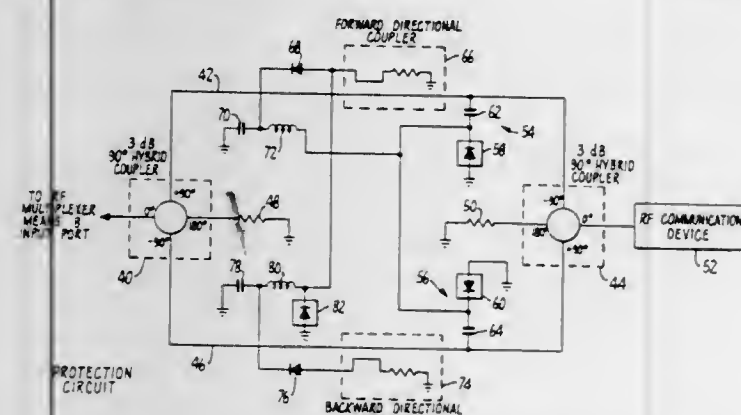 FORWARD DIRECTIONAL
COUPLER
68
66
42
70
62
54
3 dB
90° HYBRID
COUPLER
72
58
3 dB
90° HYBRID
COUPLER
+90°
-90°
TO RF
MULTIPLEXER
MEANS 8
INPUT PORT
0°
180°
48
50
180°
0°
RF COMMUNICATION
DEVICE
-90°
+90°
52
40
78
80
56
60
44
82
64
46
PROTECTION
CIRCUIT
76
74
BACKWARD DIRECTIONAL